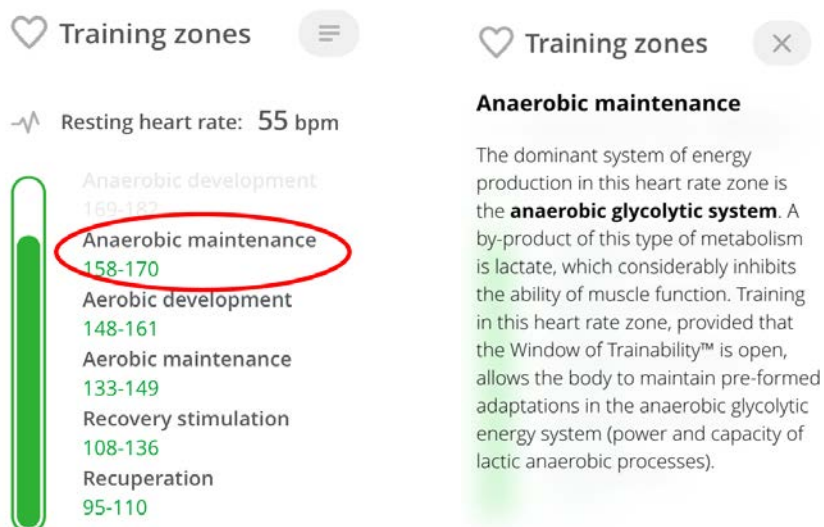 Training zones
Resting heart rate: 55 bpm
Anaerobic development
169-182
Anaerobic maintenance
158-170
Aerobic development
148-161
Aerobic maintenance
133-149
Recovery stimulation
108-136
Recuperation
95-110
Training zones
Anaerobic maintenance
The dominant system of energy
production in this heart rate zone is
the anaerobic glycolytic system. A
by-product of this type of metabolism
is lactate, which considerably inhibits
the ability of muscle function. Training
in this heart rate zone, provided that
the Window of Trainability™ is open,
allows the body to maintain pre-formed
adaptations in the anaerobic glycolytic
energy system (power and capacity of
lactic anaerobic processes).